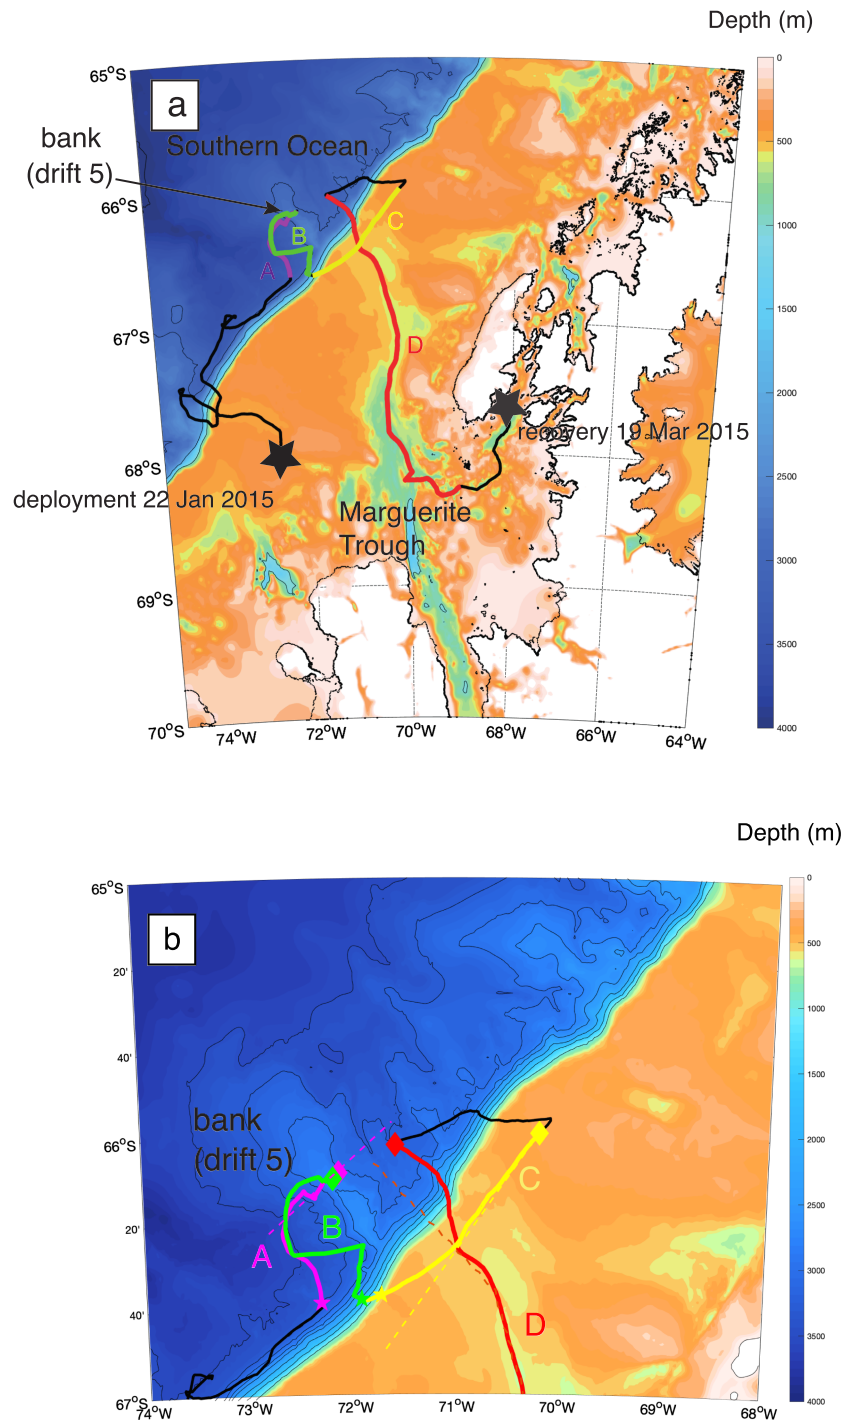 Depth (m)
65°S
a
0
bank
(drift 5)
Southern Ocean
500
66°S
B
C
A
1000
67°S
1500
D
2000
recovery 19 Mar 2015
68°S
2500
deployment 22 Jan 2015
Marguerite
Trough
3000
69°S
3500
70°S
74°W
72°W
70°W
68°W
66°W
64°W
4000
Depth (m)
65°S
b
0
20'
500
40'
1000
bank
(drift 5)
66°S
1500
2000
C
20'
B
A
2500
3000
40'
D
3500
67°S
74°W
73°W
72°W
71°W
70°W
69°W
68°W
4000